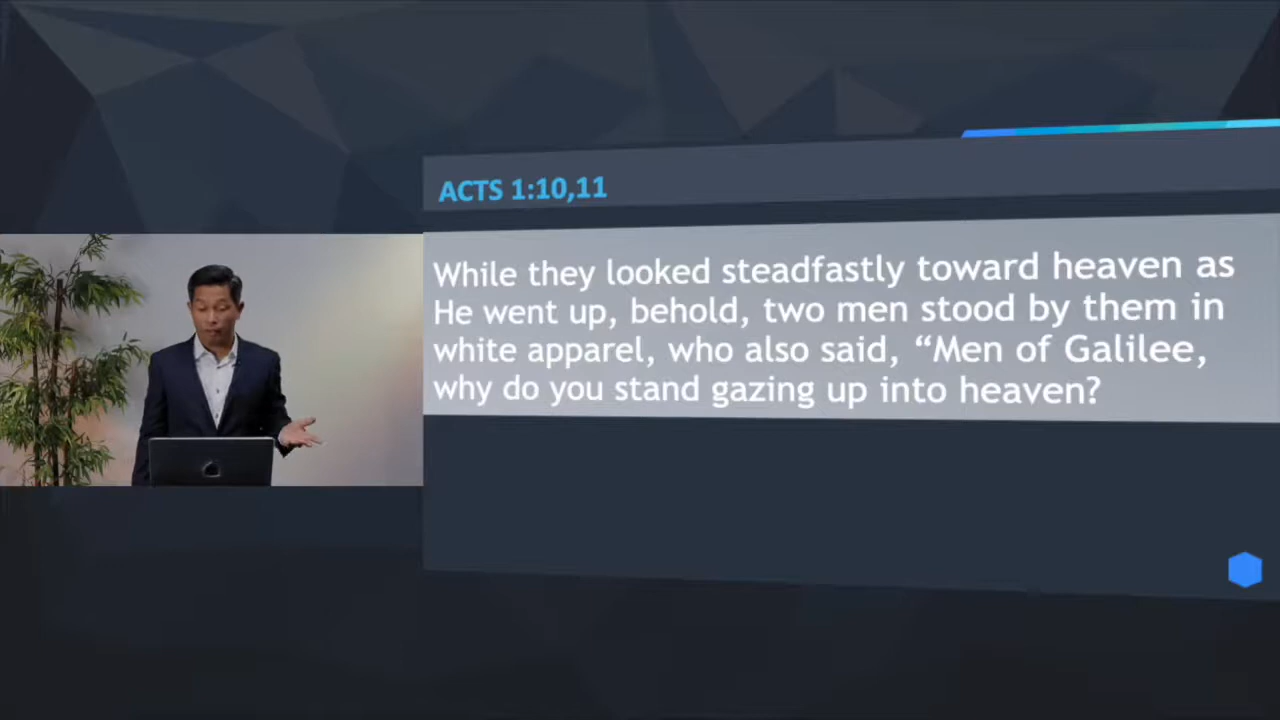 ACTS 1:10,11
While they looked steadfastly toward heaven as
He went up, behold, two men stood by them in
white apparel, who also said, “Men of Galilee,
why do you stand gazing up into heaven?